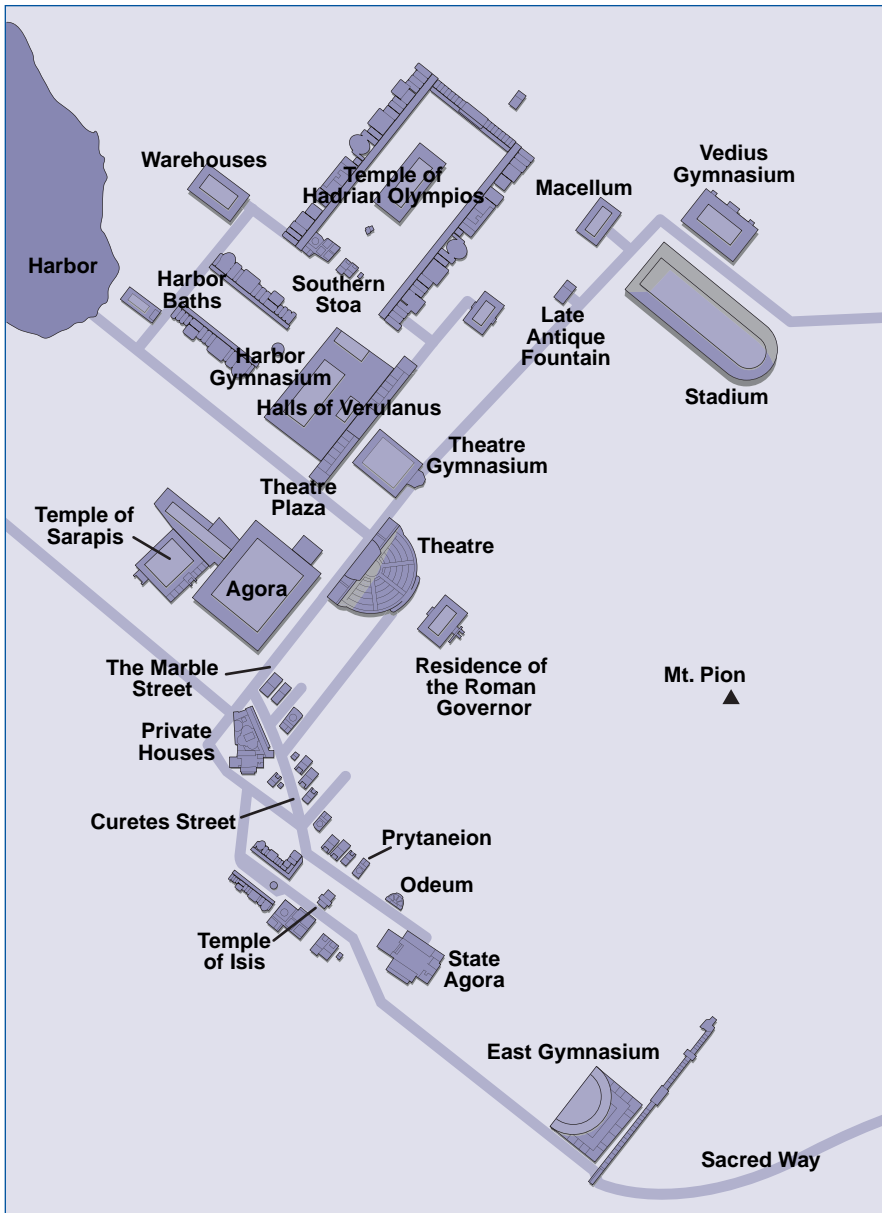 Warehouses
Temple of
Hadrian Olympios
Vedius
Gymnasium
Macellum
Harbor
Harbor
Baths
Southern
Stoa
Late
Antique
Fountain
Harbor
Gymnasium
Halls of Verulanus
Stadium
Theatre
Gymnasium
Theatre
Plaza
Temple of
Sarapis
Theatre
Agora
The Marble
Street
Residence of
the Roman
Governor
Mt. Pion
Private
Houses
Curetes Street
Prytaneion
Odeum
Temple
of Isis
State
Agora
East Gymnasium
Sacred Way